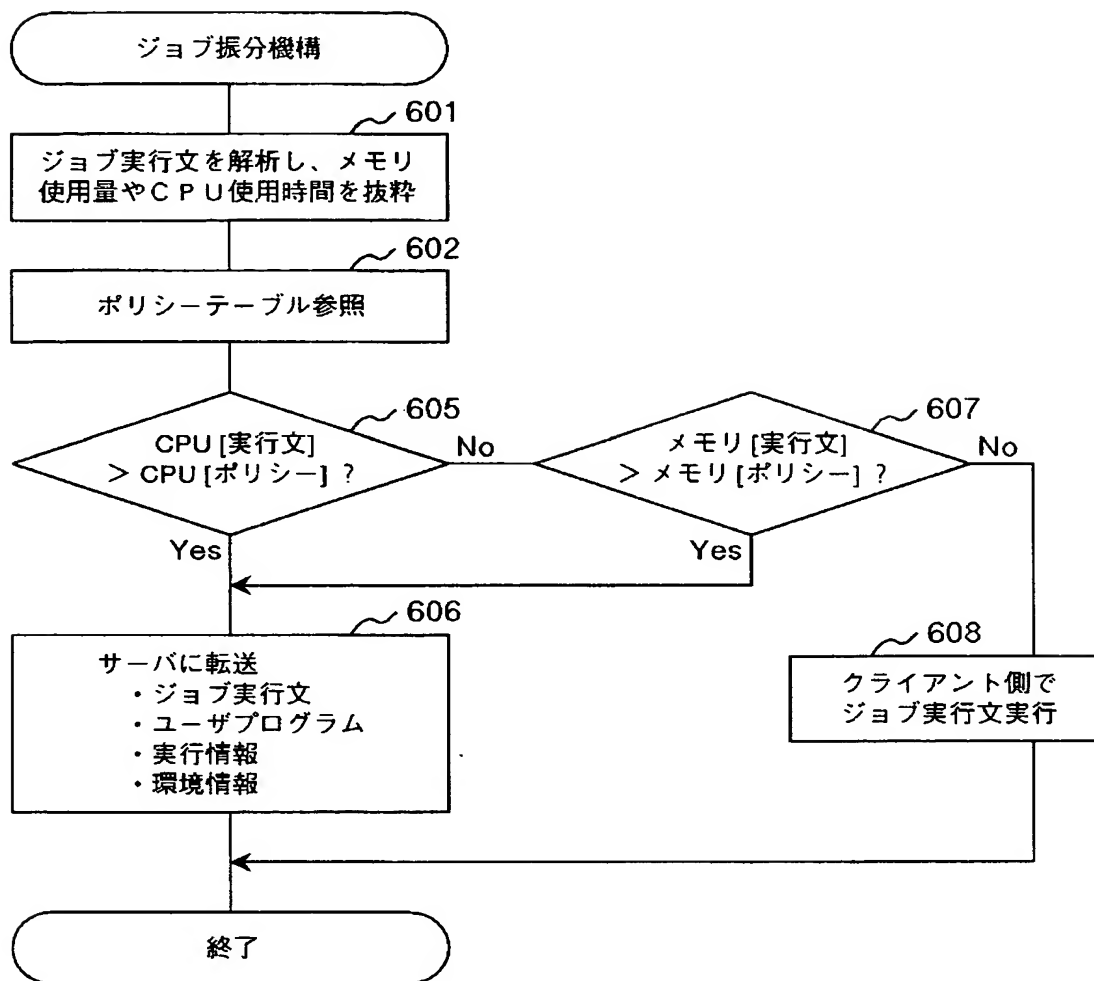 ジョブ振分機構
601
ジョブ実行文を解析し、メモリ
使用量やＣＰＵ使用時間を抜粋
602
ポリシーテーブル参照
605
CPU [実行文]
＞ CPU [ポリシー] ？
No
Yes
607
メモリ [実行文]
＞ メモリ [ポリシー] ？
No
Yes
606
サーバに転送
・ジョブ実行文
・ユーザプログラム
・実行情報
・環境情報
608
クライアント側で
ジョブ実行文実行
終了